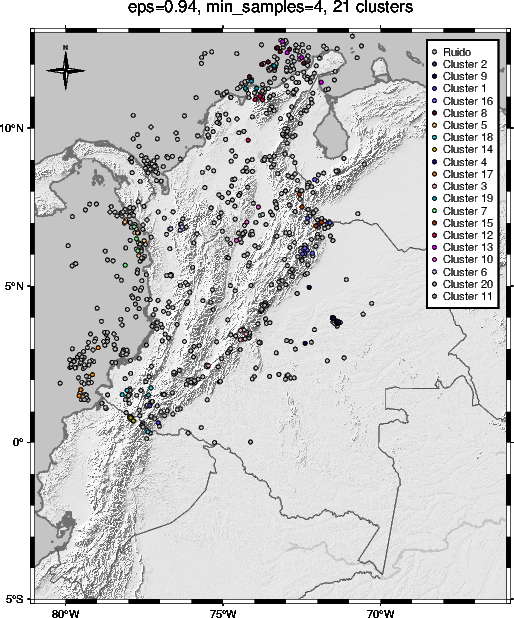 eps=0.94, min_samples=4, 21 clusters
N
Ruido
Cluster 2
Cluster 9
Cluster 1
Cluster 16
Cluster 8
Cluster 5
Cluster 18
Cluster 14
Cluster 4
Cluster 17
Cluster 3
Cluster 19
Cluster 7
Cluster 15
Cluster 12
Cluster 13
Cluster 10
Cluster 6
Cluster 20
Cluster 11
10°N
5°N
0°
5°S
80°W
75°W
70°W